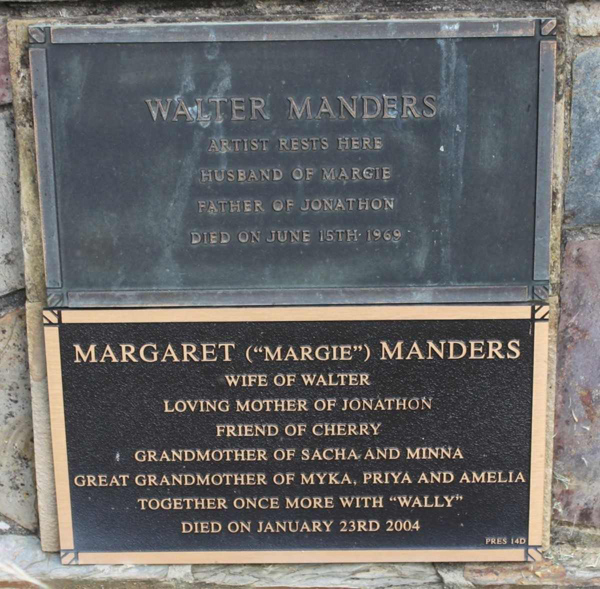 WALTER MANDERS
ARTIST RESTS HERE
HUSBAND OF MARGIE
FATHER OF JONATHON
DIED ON JUNE 15TH·1969
MARGARET ("MARGIE") MANDERS
WIFE OF WALTER
LOVING MOTHER OF JONATHON
FRIEND OF CHERRY
GRANDMOTHER OF SACHA AND MINNA
GREAT GRANDMOTHER OF MYKA, PRIYA AND AMELIA
TOGETHER ONCE MORE WITH "WALLY"
DIED ON JANUARY 23RD 2004
PRES 14D